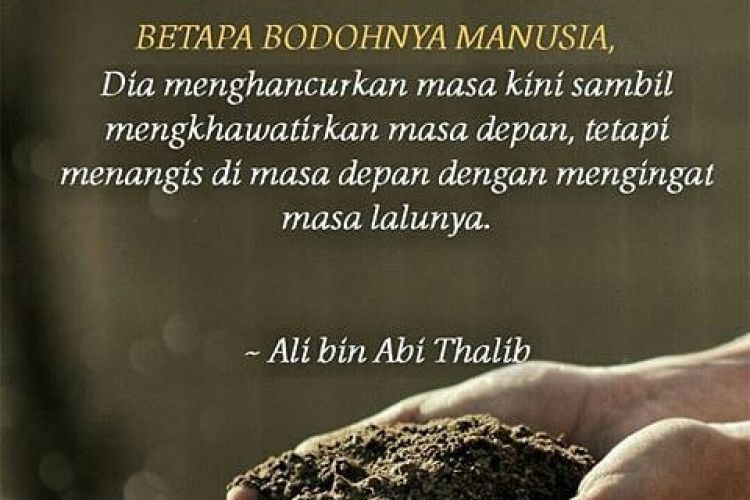 BETAPA BODOHNYA MANUSIA,
Dia menghancurkan masa kini sambil
mengkhawatirkan masa depan, tetapi
menangis di masa depan dengan mengingat
masa lalunya.
~ Ali bin Abi Thalib